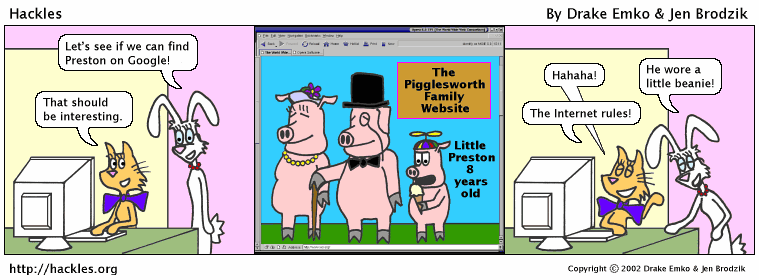 Hackles
By Drake Emko & Jen Brodzik
Let's see if we can find
Preston on Google!
That should
be interesting.
The
Pigglesworth
Family
Website
Little
Preston
8
years
old
Hahaha!
The Internet rules!
He wore a
little beanie!
http://hackles.org
Copyright © 2002 Drake Emko & Jen Brodzik